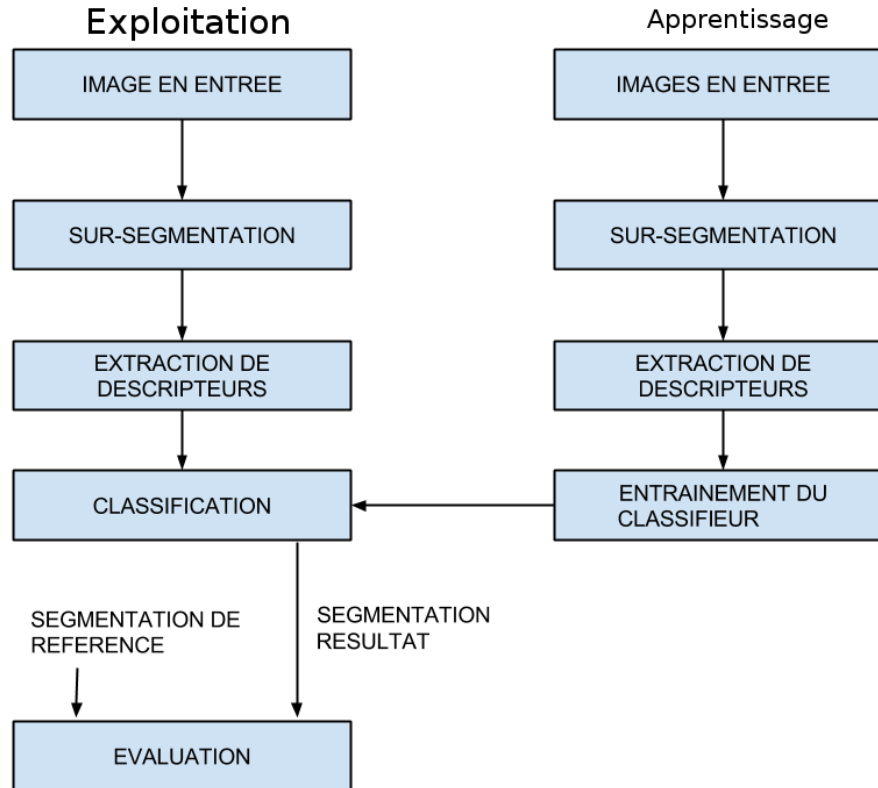 Exploitation
IMAGE EN ENTREE
SUR-SEGMENTATION
EXTRACTION DE
DESCRIPTEURS
CLASSIFICATION
SEGMENTATION DE
REFERENCE
SEGMENTATION
RESULTAT
EVALUATION
Apprentissage
IMAGES EN ENTREE
SUR-SEGMENTATION
EXTRACTION DE
DESCRIPTEURS
ENTRAINEMENT DU
CLASSIFIEUR